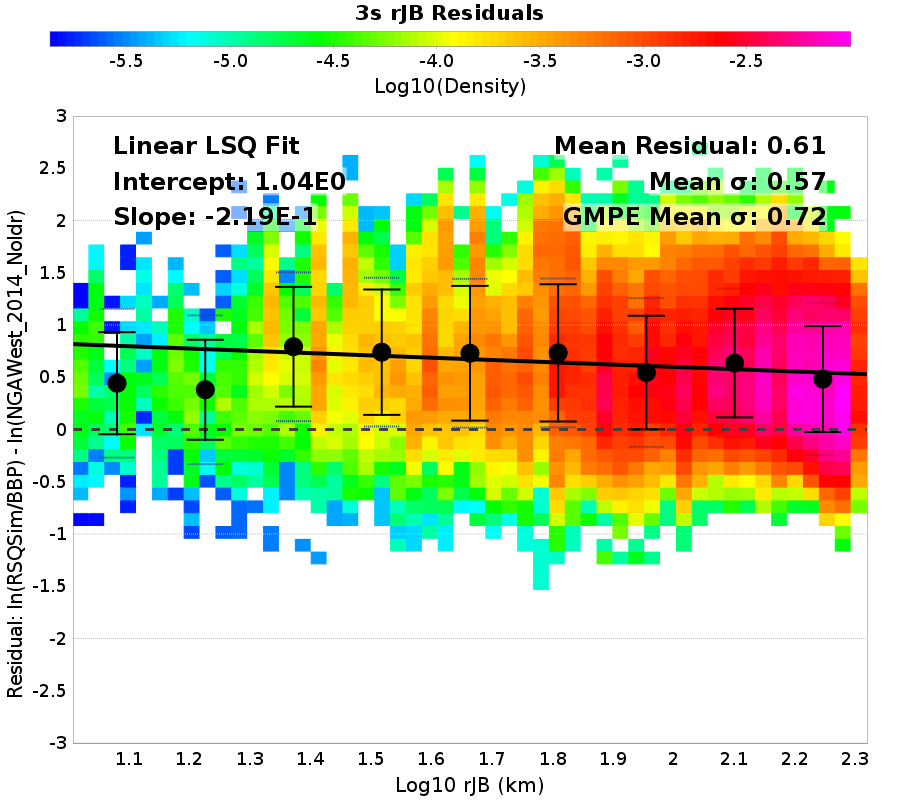 3s rJB Residuals
-5.5 -5.0 -4.5 -4.0 -3.5 -3.0 -2.5
Log10(Density)
Linear LSQ Fit
Intercept: 1.04E0
Slope: -2.19E-1
Mean Residual: 0.61
Mean σ: 0.57
GMPE Mean σ: 0.72
Residual: ln(RSQSim/BBP) - ln(NGAWest_2014_NoIdr)
3
2.5
2
1.5
1
0.5
0
-0.5
-1
-1.5
-2
-2.5
-3
1.1 1.2 1.3 1.4 1.5 1.6 1.7 1.8 1.9 2 2.1 2.2 2.3
Log10 rJB (km)